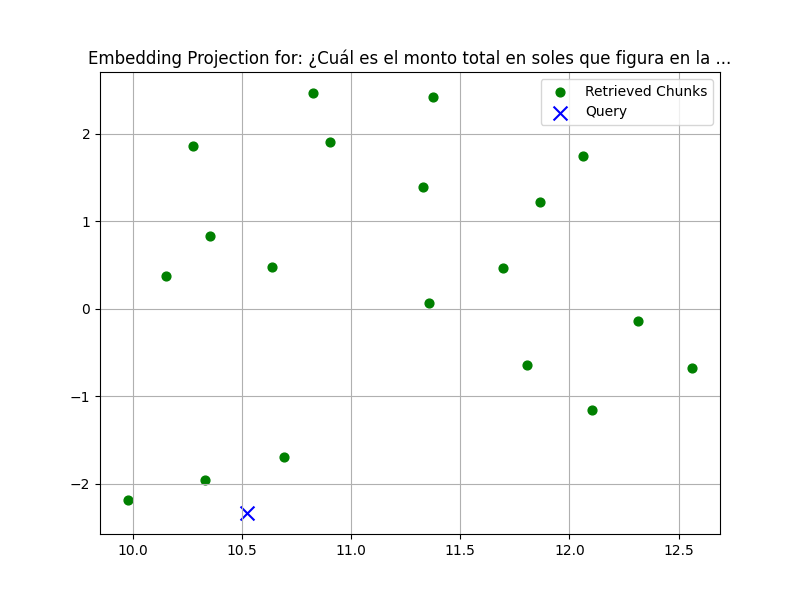 Embedding Projection for: ¿Cuál es el monto total en soles que figura en la ...
Retrieved Chunks
Query
2
1
0
−1
−2
10.0 10.5 11.0 11.5 12.0 12.5